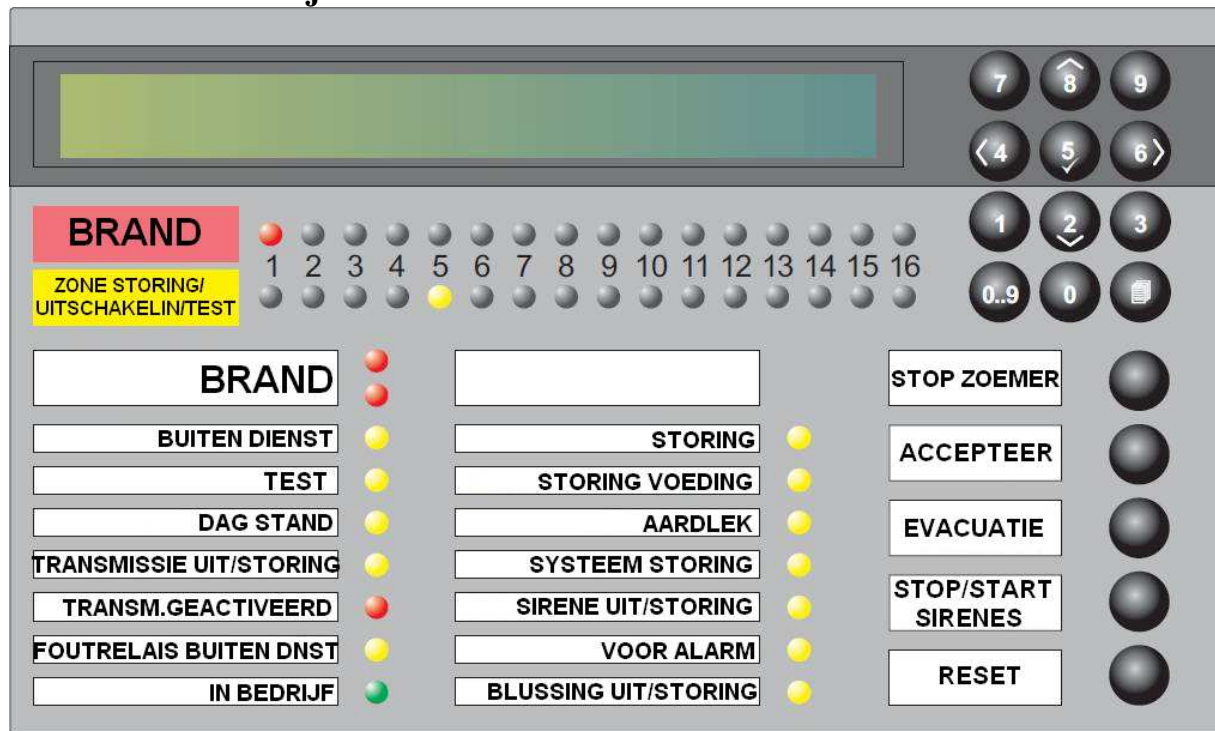 7 8 9
4 5 6
BRAND
1 2 3
1 2 3 4 5 6 7 8 9 10 11 12 13 14 15 16
ZONE STORING/
UITSCHAKELIN/TEST
0..9 0
BRAND
STOP ZOEMER
BUITEN DIENST
STORING
ACCEPTEER
TEST
STORING VOEDING
DAG STAND
AARDLEK
EVACUATIE
TRANSMISSIE UIT/STORING
SYSTEEM STORING
STOP/START
SIRENES
TRANSM.GEACTIVEERD
SIRENE UIT/STORING
FOUTRELAIS BUITEN DNST
VOOR ALARM
RESET
IN BEDRIJF
BLUSSING UIT/STORING